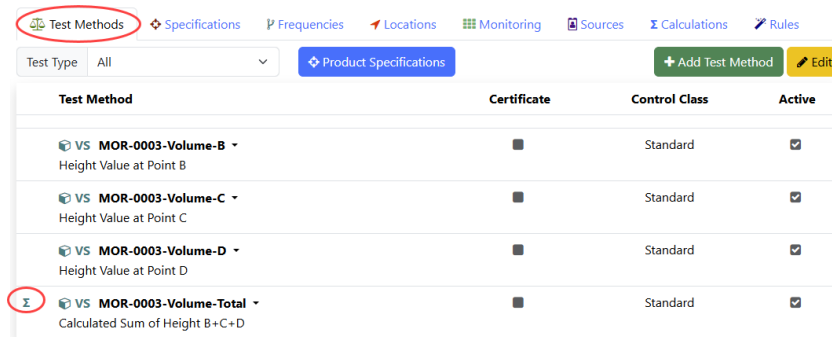 Test Methods Specifications Frequencies Locations Monitoring Sources Σ Calculations Rules
Test Type All Product Specifications Add Test Method Edit
Test Method Certificate Control Class Active
VS MOR-0003-Volume-B Standard
Height Value at Point B
VS MOR-0003-Volume-C Standard
Height Value at Point C
VS MOR-0003-Volume-D Standard
Height Value at Point D
Σ VS MOR-0003-Volume-Total Standard
Calculated Sum of Height B+C+D